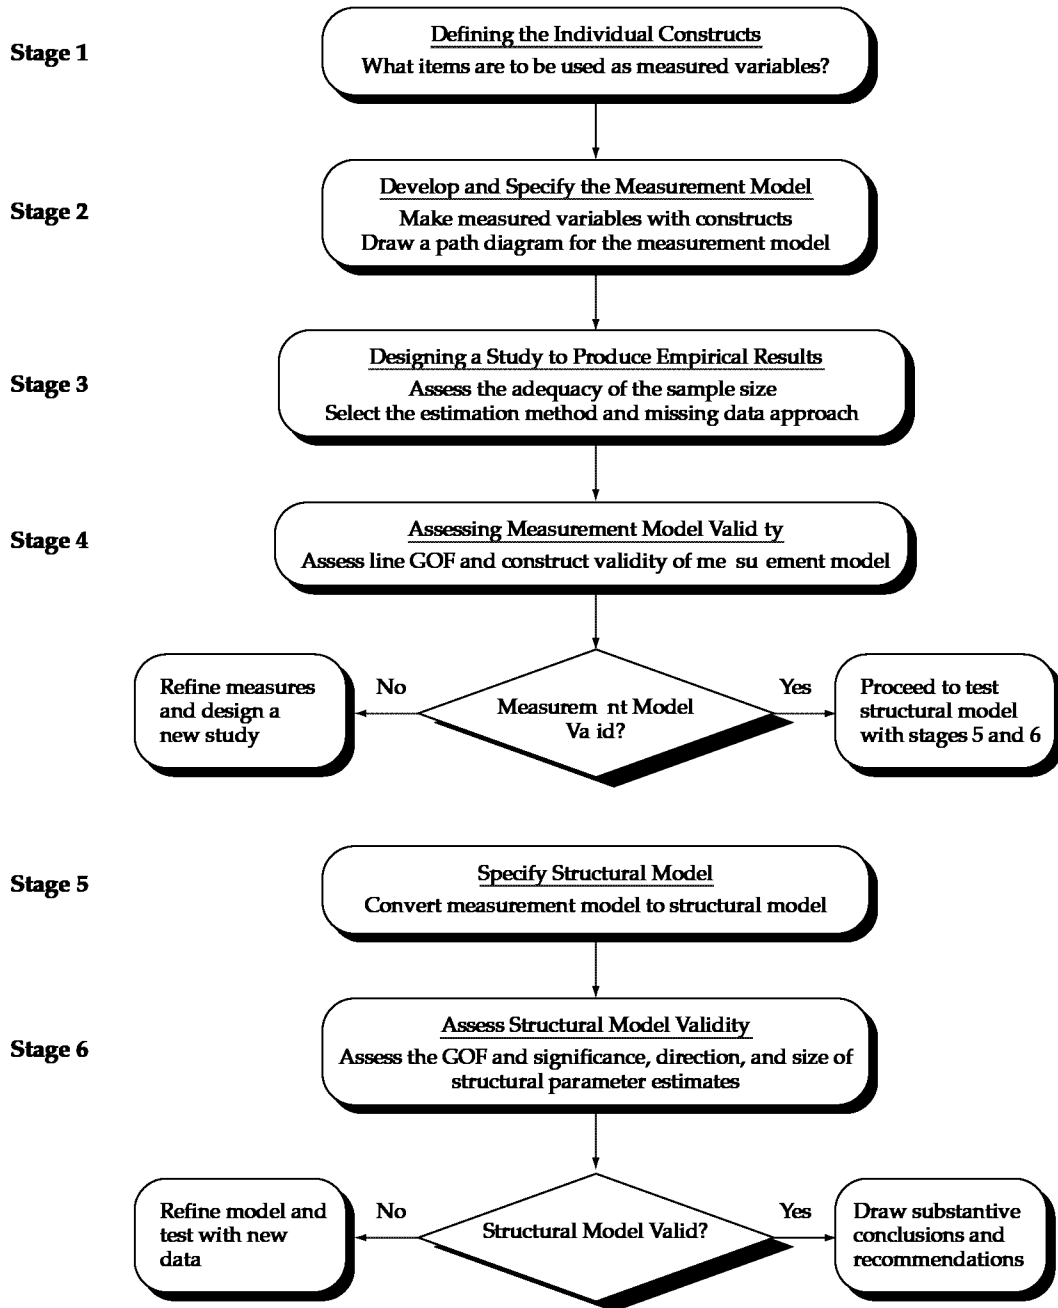 Stage 1
Defining the Individual Constructs
What items are to be used as measured variables?
Stage 2
Develop and Specify the Measurement Model
Make measured variables with constructs
Draw a path diagram for the measurement model
Stage 3
Designing a Study to Produce Empirical Results
Assess the adequacy of the sample size
Select the estimation method and missing data approach
Stage 4
Assessing Measurement Model Valid ty
Assess line GOF and construct validity of me su ement model
Refine measures
and design a
new study
No
Measurem nt Model
Va id?
Yes
Proceed to test
structural model
with stages 5 and 6
Stage 5
Specify Structural Model
Convert measurement model to structural model
Stage 6
Assess Structural Model Validity
Assess the GOF and significance, direction, and size of
structural parameter estimates
Refine model and
test with new
data
No
Structural Model Valid?
Yes
Draw substantive
conclusions and
recommendations